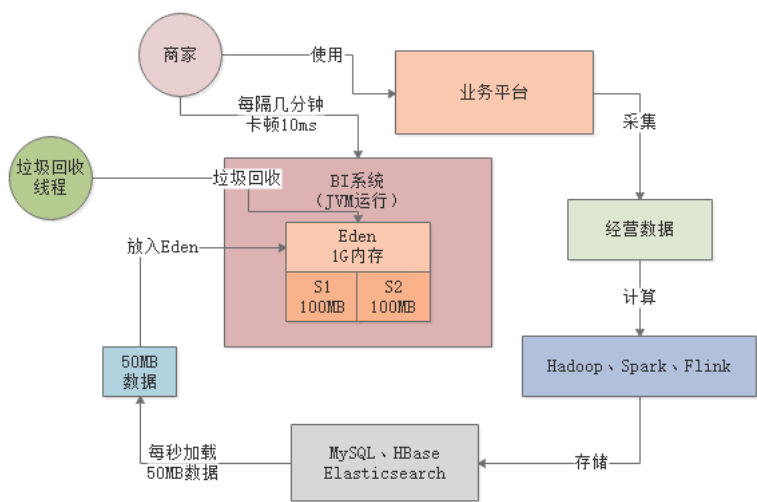 商家
使用
业务平台
每隔几分钟
卡顿10ms
采集
垃圾回收
线程
垃圾回收
BI系统
（JVM运行）
经营数据
放入Eden
Eden
1G内存
S1
100MB
S2
100MB
计算
50MB
数据
Hadoop、Spark、Flink
每秒加载
50MB数据
MySQL、HBase
Elasticsearch
存储